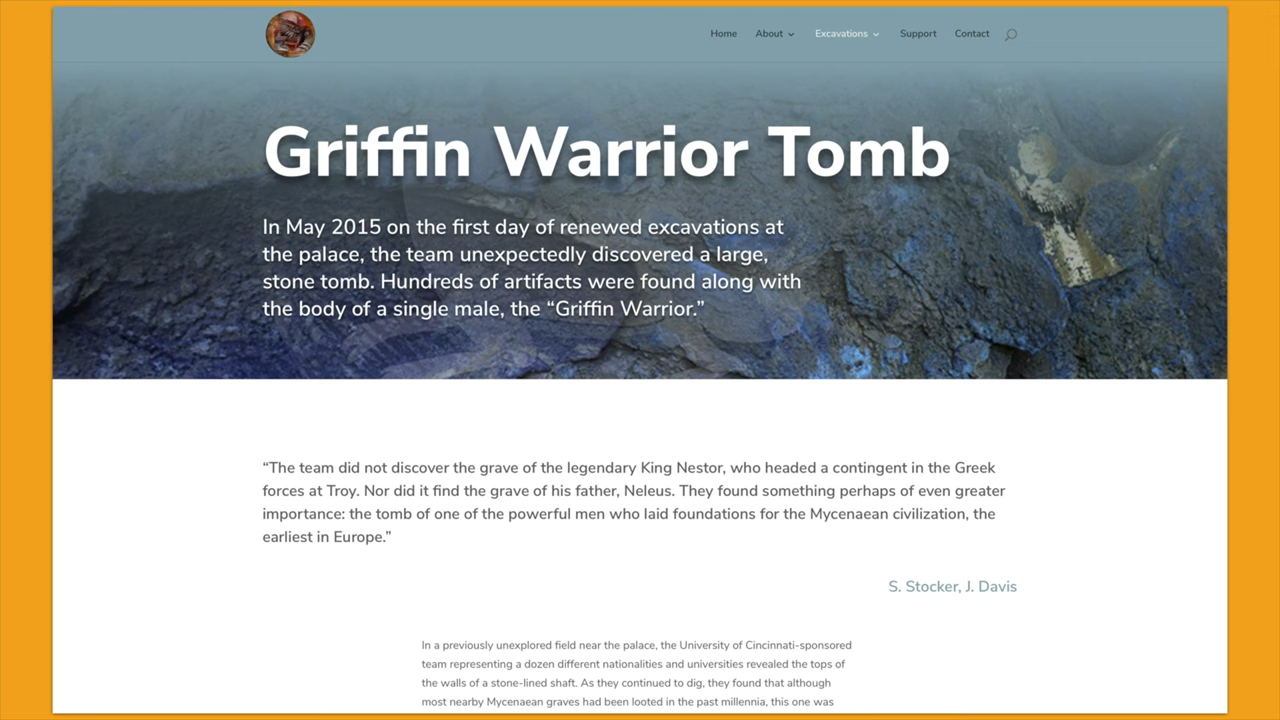 Home About Excavations Support Contact
Griffin Warrior Tomb
In May 2015 on the first day of renewed excavations at
the palace, the team unexpectedly discovered a large,
stone tomb. Hundreds of artifacts were found along with
the body of a single male, the “Griffin Warrior.”
“The team did not discover the grave of the legendary King Nestor, who headed a contingent in the Greek
forces at Troy. Nor did it find the grave of his father, Neleus. They found something perhaps of even greater
importance: the tomb of one of the powerful men who laid foundations for the Mycenaean civilization, the
earliest in Europe.”
S. Stocker, J. Davis
In a previously unexplored field near the palace, the University of Cincinnati-sponsored
team representing a dozen different nationalities and universities revealed the tops of
the walls of a stone-lined shaft. As they continued to dig, they found that although
most nearby Mycenaean graves had been looted in the past millennia, this one was